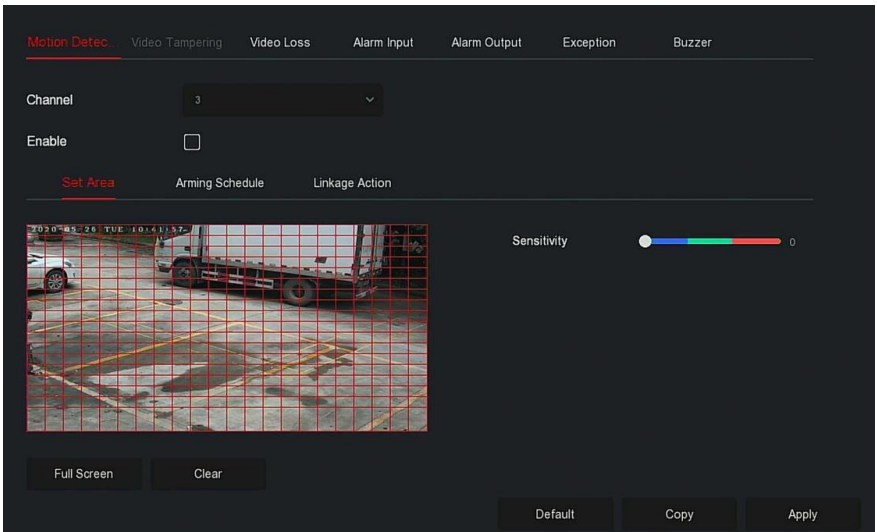 Motion Detec... Video Tampering Video Loss Alarm Input Alarm Output Exception Buzzer
Channel 3
Enable
Set Area Arming Schedule Linkage Action
2020-05-26 TUE 10:41:57
Sensitivity 0
Full Screen Clear
Default Copy Apply